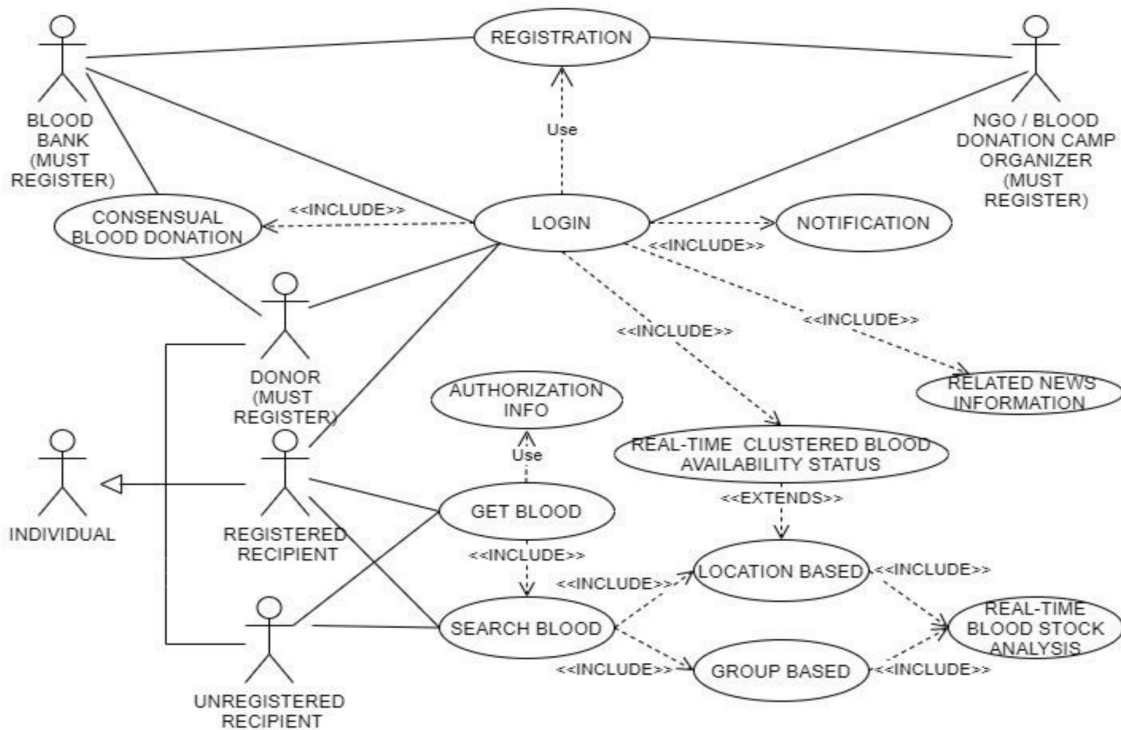 REGISTRATION
BLOOD
BANK
(MUST
REGISTER)
NGO / BLOOD
DONATION CAMP
ORGANIZER
(MUST
REGISTER)
Use
CONSENSUAL
BLOOD DONATION
<<INCLUDE>>
LOGIN
NOTIFICATION
<<INCLUDE>>
<<INCLUDE>>
<<INCLUDE>>
DONOR
(MUST
REGISTER)
AUTHORIZATION
INFO
RELATED NEWS
INFORMATION
Use
REAL-TIME CLUSTERED BLOOD
AVAILABILITY STATUS
<<EXTENDS>>
INDIVIDUAL
REGISTERED
RECIPIENT
GET BLOOD
<<INCLUDE>>
LOCATION BASED
<<INCLUDE>>
<<INCLUDE>>
SEARCH BLOOD
REAL-TIME
BLOOD STOCK
ANALYSIS
<<INCLUDE>>
GROUP BASED
<<INCLUDE>>
UNREGISTERED
RECIPIENT